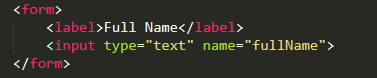 <form>
    <label>Full Name</label>
    <input type="text" name="fullName">
</form>